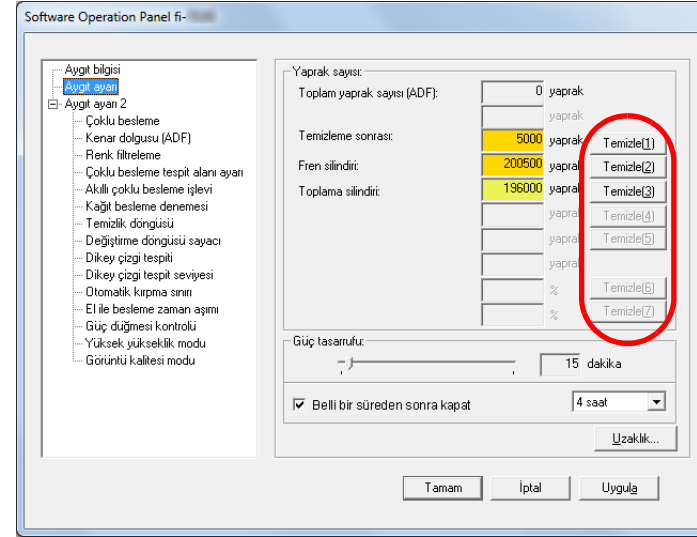 Software Operation Panel fi-
Aygıt bilgisi
Aygıt ayarı
Aygıt ayarı 2
Çoklu besleme
Kenar dolgusu (ADF)
Renk filtreleme
Çoklu besleme tespit alanı ayarı
Akıllı çoklu besleme işlevi
Kağıt besleme denemesi
Temizlik döngüsü
Değiştirme döngüsü sayacı
Dikey çizgi tespiti
Dikey çizgi tespit seviyesi
Otomatik kırpma sınırı
El ile besleme zaman aşımı
Güç düğmesi kontrolü
Yüksek yükseklik modu
Görüntü kalitesi modu
Yaprak sayısı:
Toplam yaprak sayısı (ADF): 0 yaprak
yaprak
Temizleme sonrası: 5000 yaprak Temizle(1)
Fren silindiri: 200500 yaprak Temizle(2)
Toplama silindiri: 196000 yaprak Temizle(3)
yaprak Temizle(4)
yaprak Temizle(5)
yaprak
% Temizle(6)
% Temizle(7)
Güç tasarrufu:
15 dakika
Belli bir süreden sonra kapat 4 saat
Uzaklık...
Tamam İptal Uygula